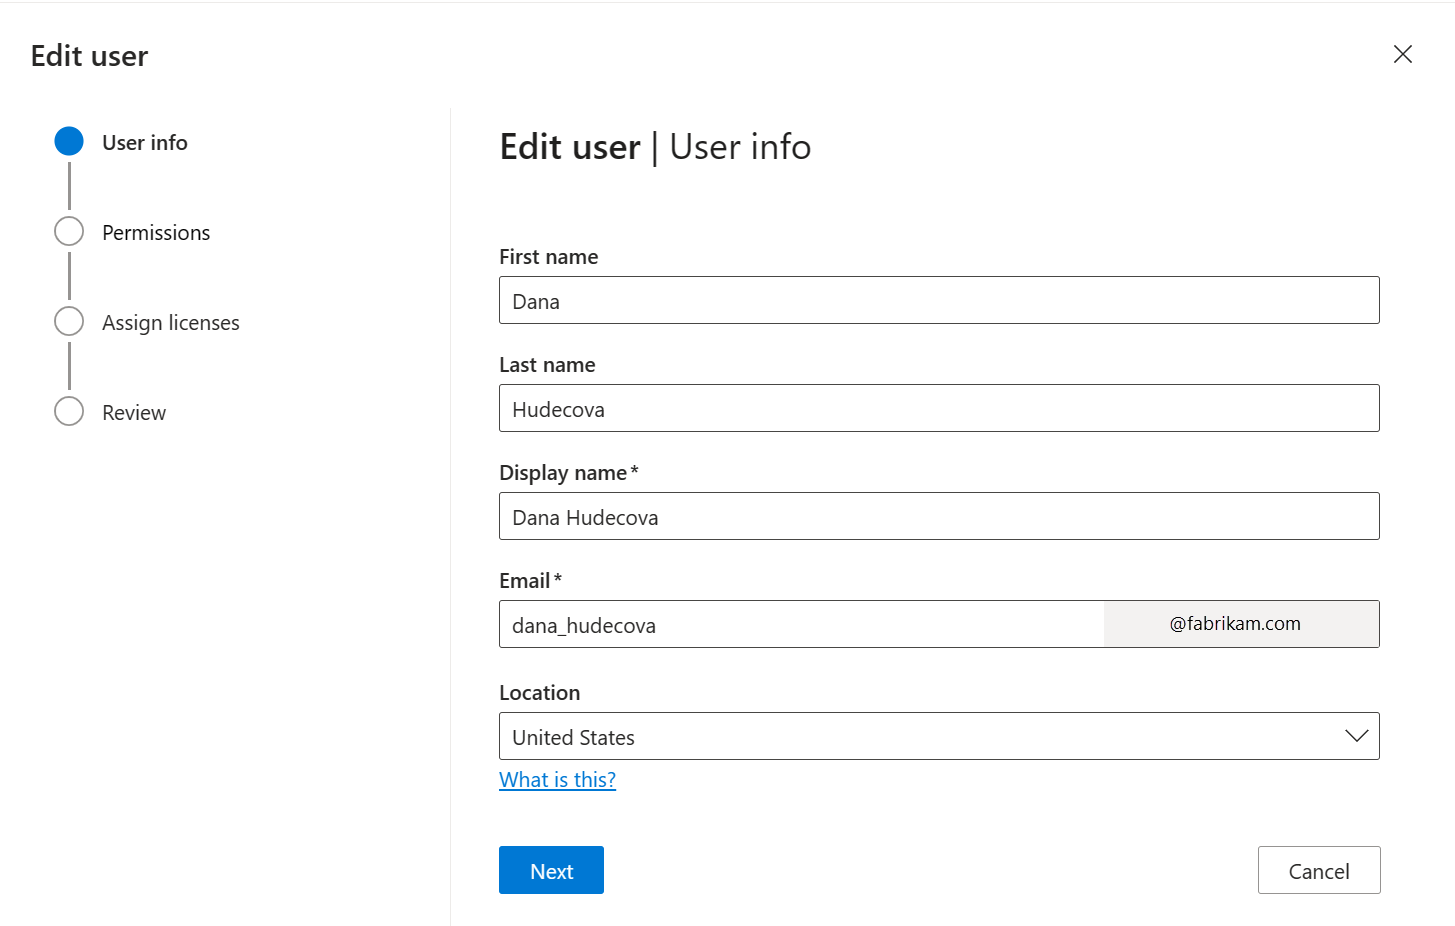 Edit user
User info
Permissions
Assign licenses
Review
Edit user | User info
First name
Dana
Last name
Hudecova
Display name*
Dana Hudecova
Email*
dana_hudecova @fabrikam.com
Location
United States
What is this?
Next Cancel